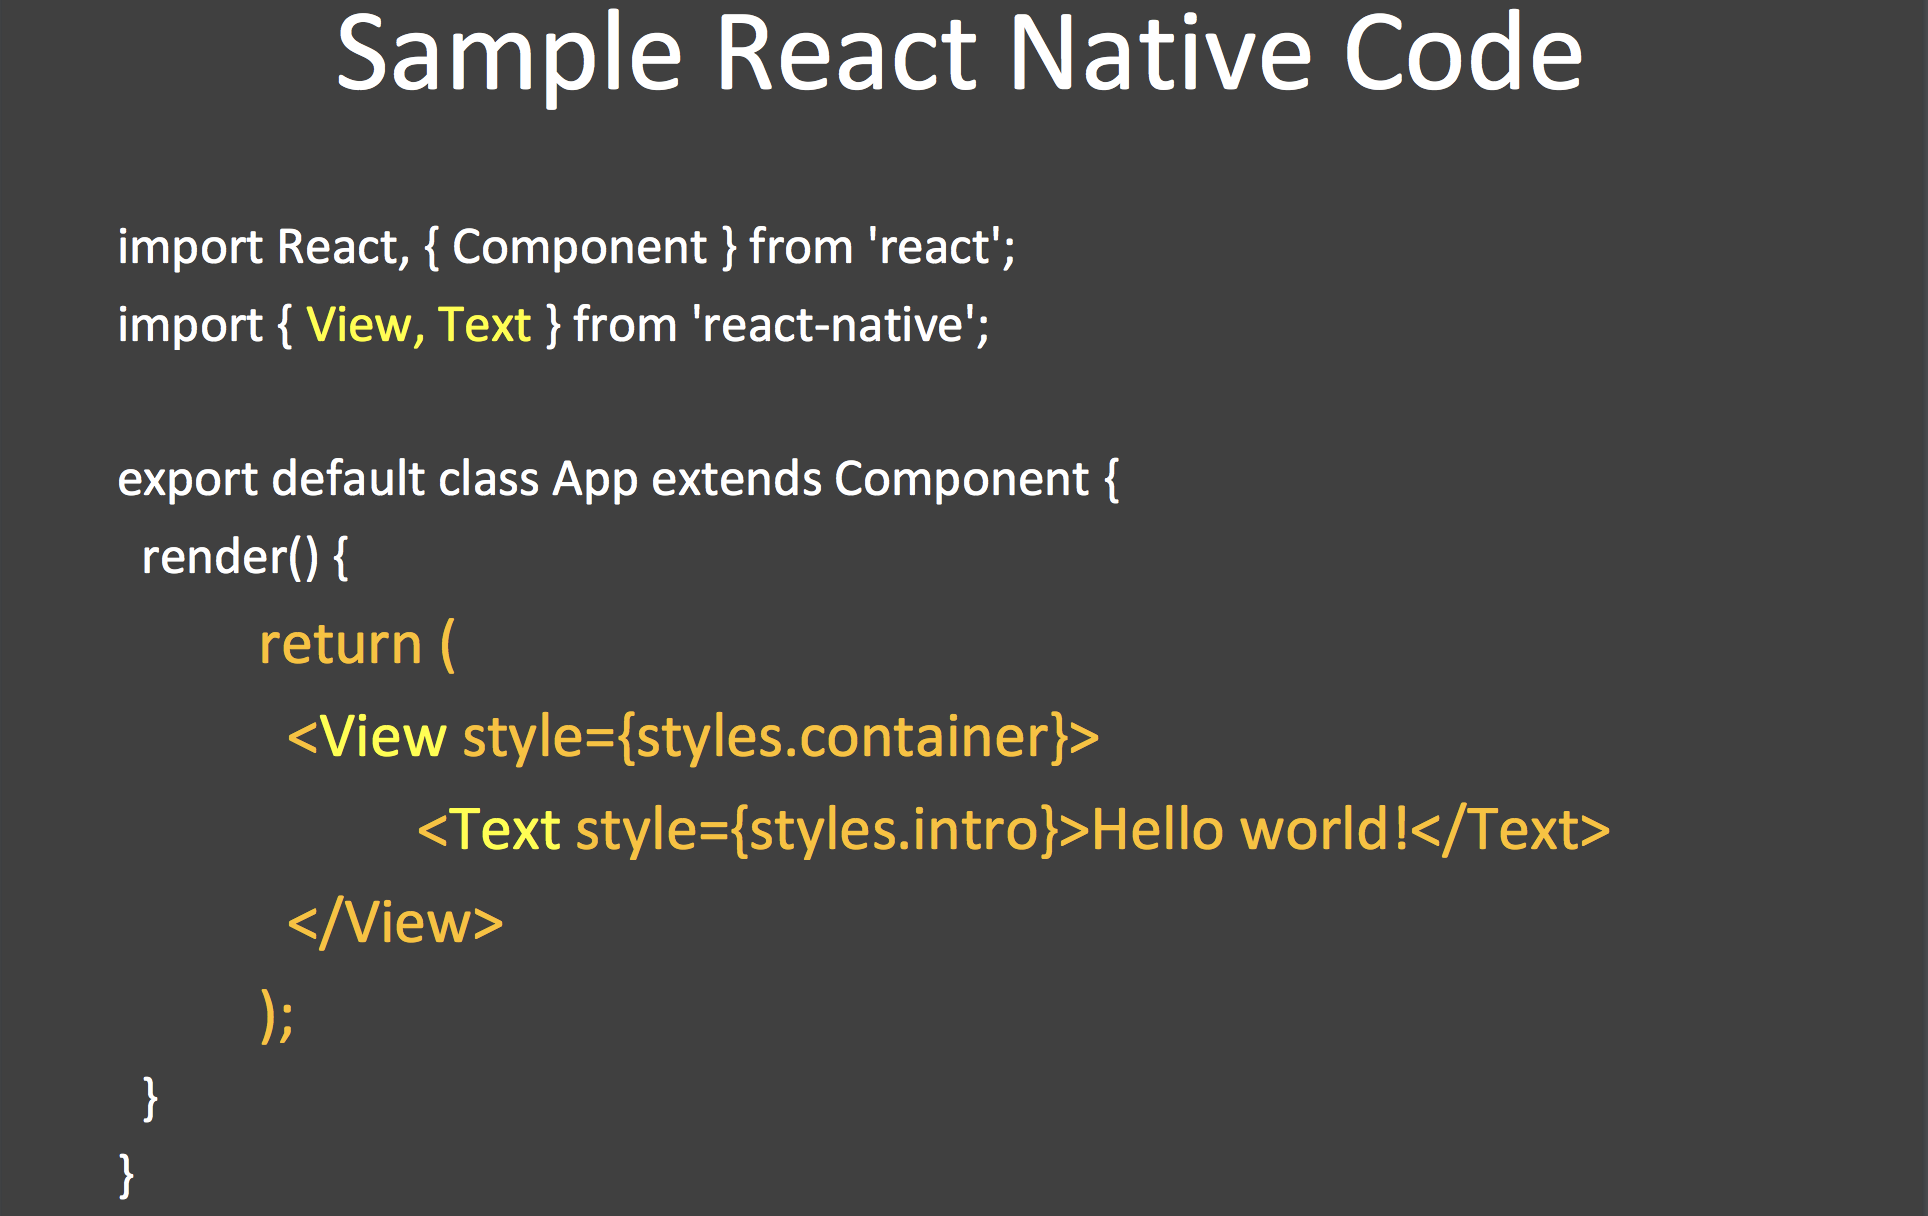 Sample React Native Code
import React, { Component } from 'react';
import { View, Text } from 'react-native';
export default class App extends Component {
render() {
return (
<View style={styles.container}>
<Text style={styles.intro}>Hello world!</Text>
</View>
);
}
}